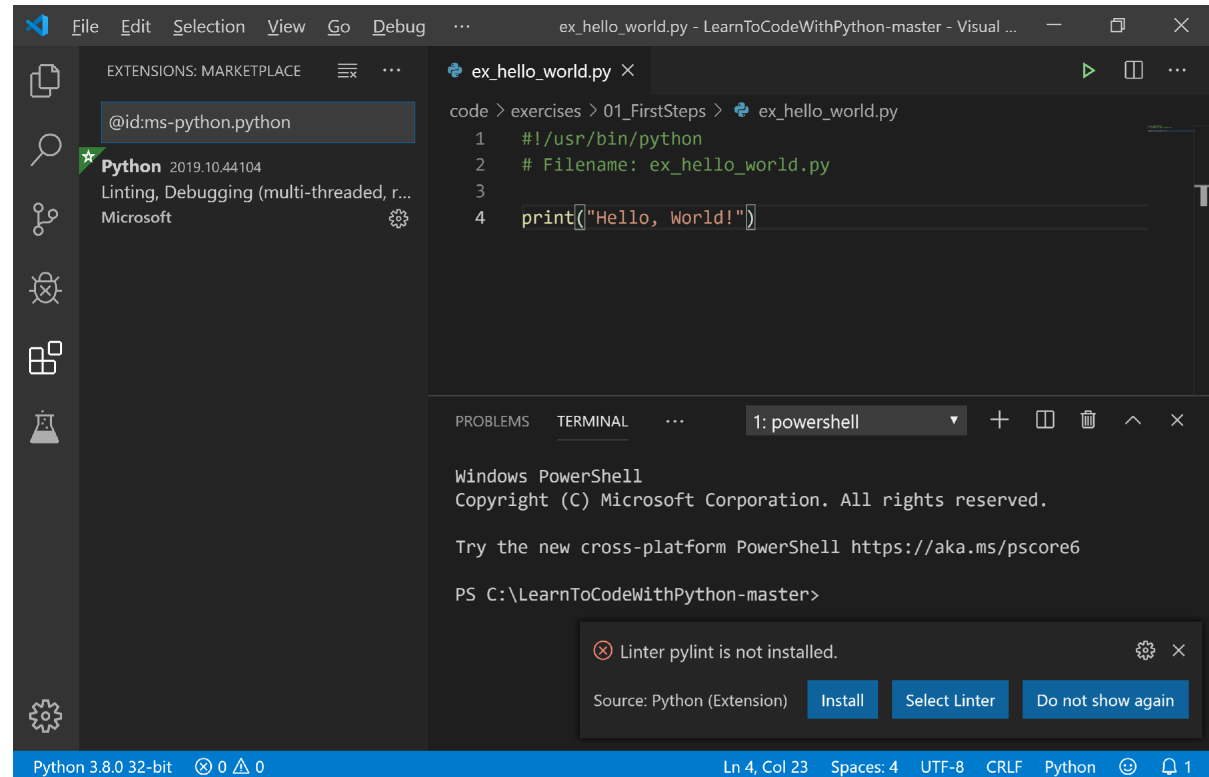 File Edit Selection View Go Debug ··· ex_hello_world.py - LearnToCodeWithPython-master - Visual ...
EXTENSIONS: MARKETPLACE
@id:ms-python.python
Python 2019.10.44104
Linting, Debugging (multi-threaded, r...
Microsoft
ex_hello_world.py
code > exercises > 01_FirstSteps > ex_hello_world.py
1 #!/usr/bin/python
2 # Filename: ex_hello_world.py
3
4 print("Hello, World!")
PROBLEMS TERMINAL ··· 1: powershell
Windows PowerShell
Copyright (C) Microsoft Corporation. All rights reserved.
Try the new cross-platform PowerShell https://aka.ms/pscore6
PS C:\LearnToCodeWithPython-master>
Linter pylint is not installed.
Source: Python (Extension) Install Select Linter Do not show again
Python 3.8.0 32-bit 0 0 Ln 4, Col 23 Spaces: 4 UTF-8 CRLF Python 1